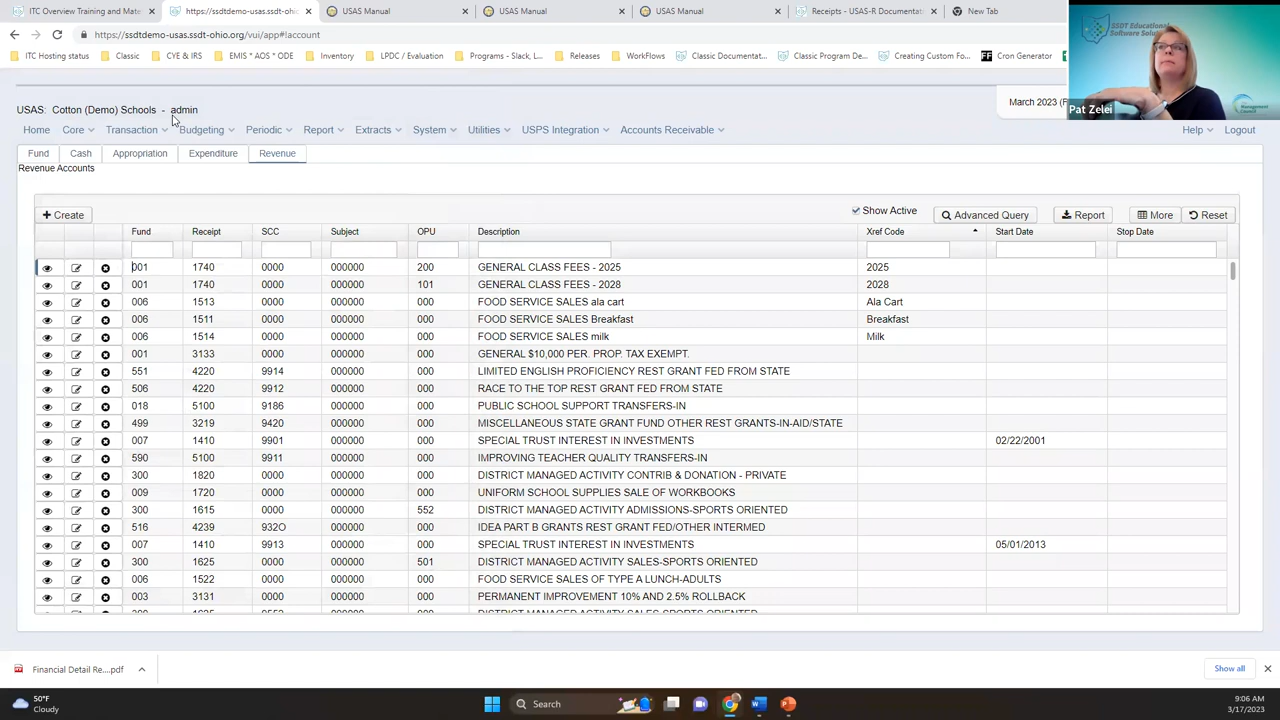 ITC Overview Training and Mater
https://ssdtdemo-usas.ssdt-ohi
USAS Manual
USAS Manual
USAS Manual
Receipts - USAS-R Documentat
New Tab
https://ssdtdemo-usas.ssdt-ohio.org/vui/app#!account
ITC Hosting status
Classic
CYE & IRS
EMIS * AOS * ODE
Inventory
LPDC / Evaluation
Programs - Slack, L...
Releases
WorkFlows
Classic Documentat...
Classic Program De...
Creating Custom Fo...
FF Cron Generator
SSDT Educational
Software Solutio
Management
Council
Pat Zelei
USAS: Cotton (Demo) Schools - admin
March 2023 (F
Home Core Transaction Budgeting Periodic Report Extracts System Utilities USPS Integration Accounts Receivable Help Logout
Fund Cash Appropriation Expenditure Revenue
Revenue Accounts
+ Create
Show Active Advanced Query Report More Reset
Fund Receipt SCC Subject OPU Description Xref Code Start Date Stop Date
001 1740 0000 000000 200 GENERAL CLASS FEES - 2025 2025
001 1740 0000 000000 101 GENERAL CLASS FEES - 2028 2028
006 1513 0000 000000 000 FOOD SERVICE SALES ala cart Ala Cart
006 1511 0000 000000 000 FOOD SERVICE SALES Breakfast Breakfast
006 1514 0000 000000 000 FOOD SERVICE SALES milk Milk
001 3133 0000 000000 000 GENERAL $10,000 PER. PROP. TAX EXEMPT.
551 4220 9914 000000 000 LIMITED ENGLISH PROFICIENCY REST GRANT FED FROM STATE
506 4220 9912 000000 000 RACE TO THE TOP REST GRANT FED FROM STATE
018 5100 9186 000000 000 PUBLIC SCHOOL SUPPORT TRANSFERS-IN
499 3219 9420 000000 000 MISCELLANEOUS STATE GRANT FUND OTHER REST GRANTS-IN-AID/STATE
007 1410 9901 000000 000 SPECIAL TRUST INTEREST IN INVESTMENTS 02/22/2001
590 5100 9911 000000 000 IMPROVING TEACHER QUALITY TRANSFERS-IN
300 1820 0000 000000 000 DISTRICT MANAGED ACTIVITY CONTRIB & DONATION - PRIVATE
009 1720 0000 000000 000 UNIFORM SCHOOL SUPPLIES SALE OF WORKBOOKS
300 1615 0000 000000 552 DISTRICT MANAGED ACTIVITY ADMISSIONS-SPORTS ORIENTED
516 4239 932O 000000 000 IDEA PART B GRANTS REST GRANT FED/OTHER INTERMED
007 1410 9913 000000 000 SPECIAL TRUST INTEREST IN INVESTMENTS 05/01/2013
300 1625 0000 000000 501 DISTRICT MANAGED ACTIVITY SALES-SPORTS ORIENTED
006 1522 0000 000000 000 FOOD SERVICE SALES OF TYPE A LUNCH-ADULTS
003 3131 0000 000000 000 PERMANENT IMPROVEMENT 10% AND 2.5% ROLLBACK
Financial Detail Re....pdf
Show all
50°F
Cloudy
Search
9:06 AM
3/17/2023